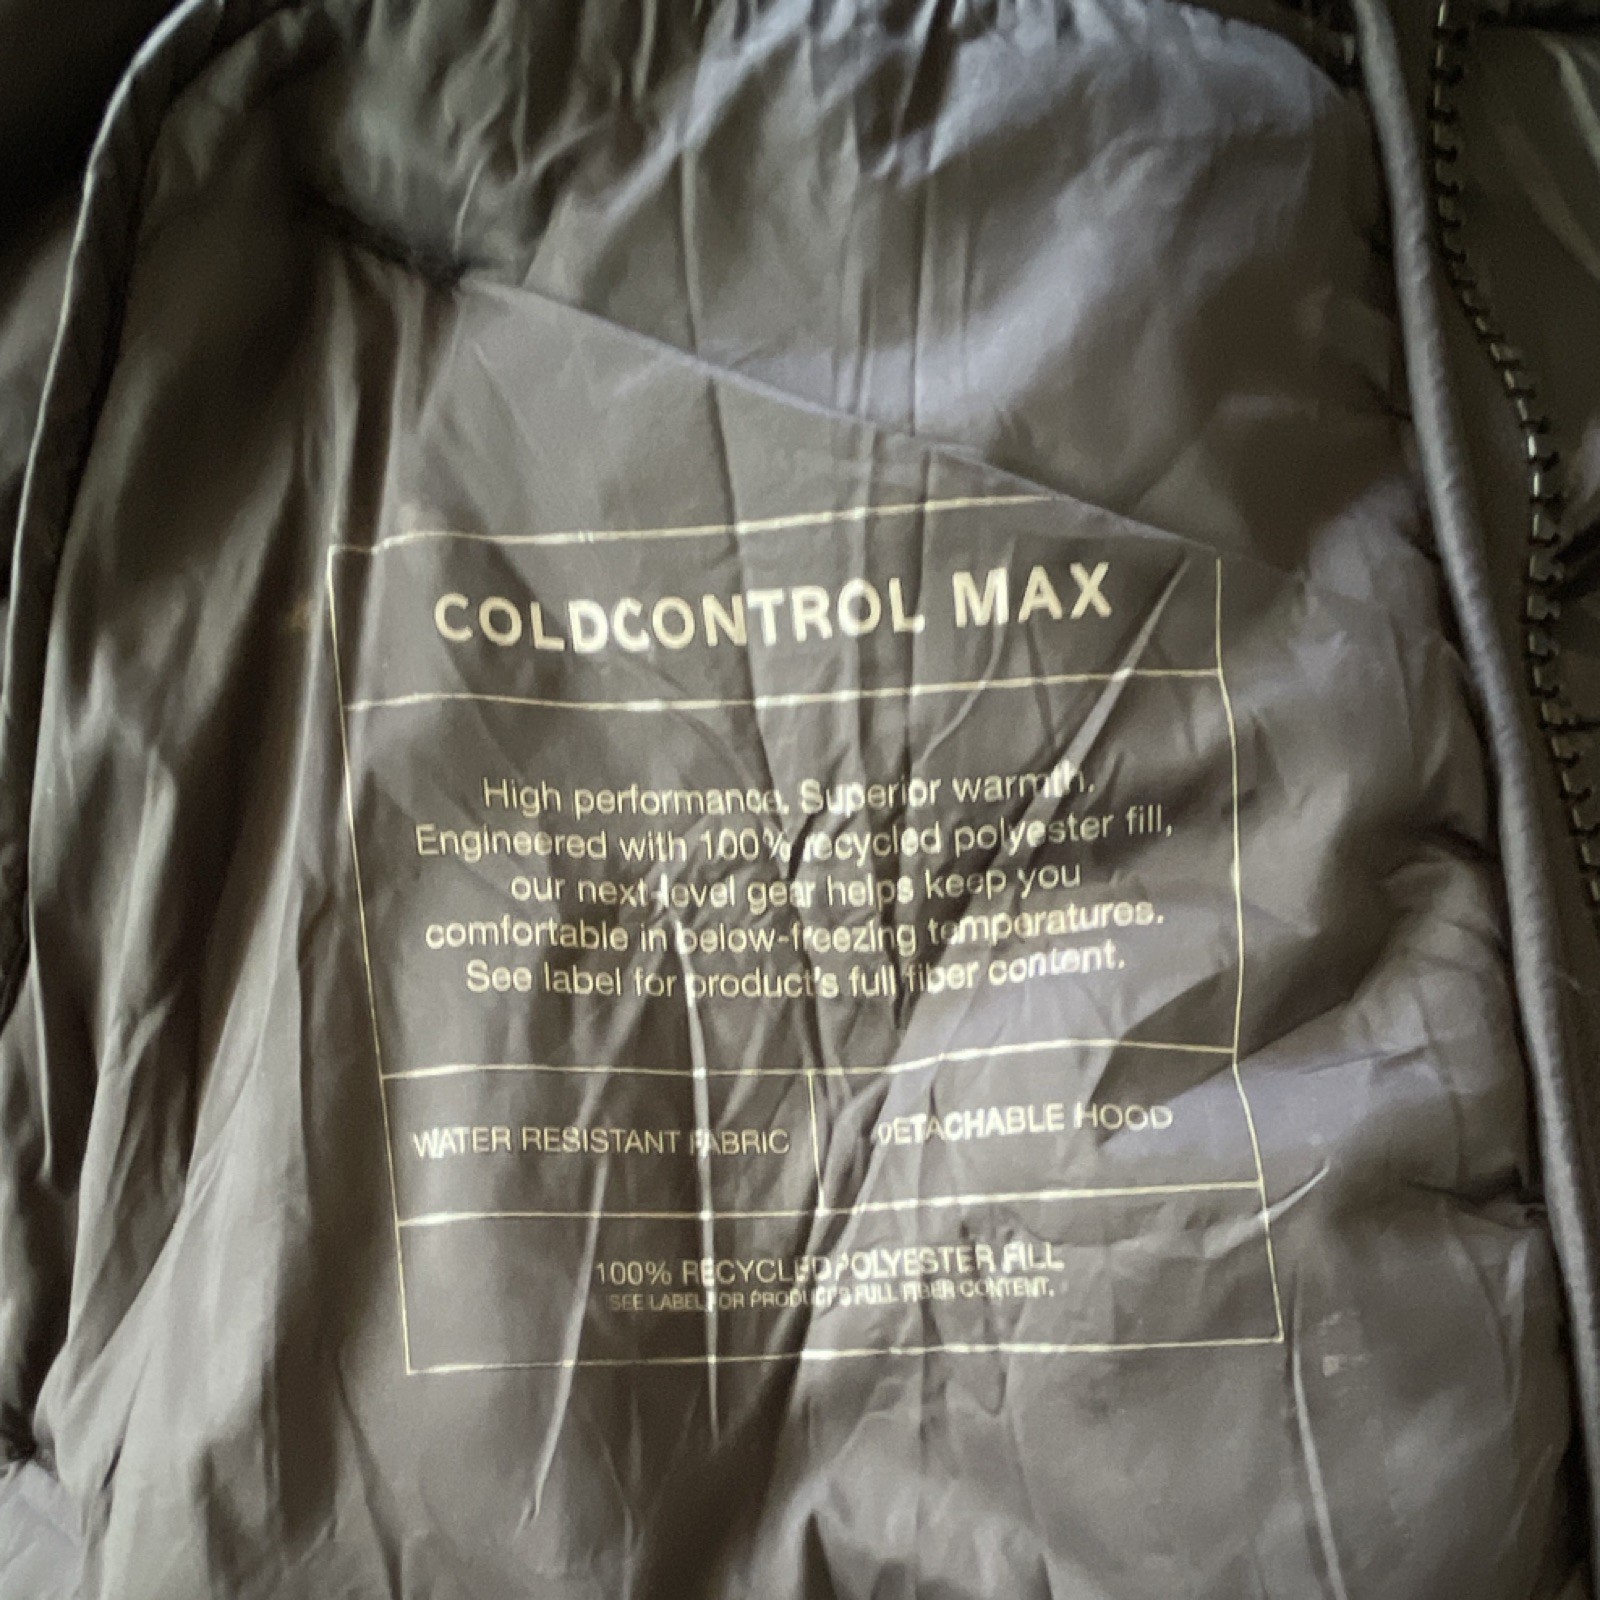 COLDCONTROL MAX
High performance. Superior warmth.
Engineered with 100% recycled polyester fill,
our next-level gear helps keep you
comfortable in below-freezing temperatures.
See label for product's full fiber content.
WATER RESISTANT FABRIC
DETACHABLE HOOD
100% RECYCLED POLYESTER FILL
SEE LABEL FOR PRODUCT'S FULL FIBER CONTENT.